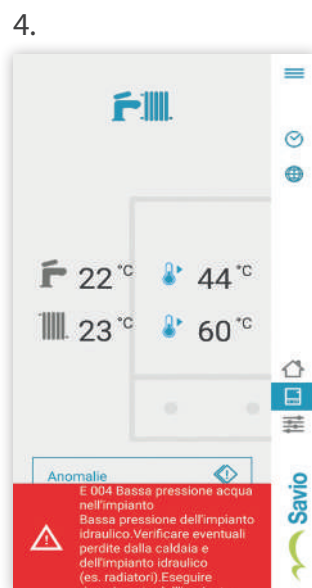 4.
22 °C 44 °C
23 °C 60 °C
Anomalie
E 004 Bassa pressione acqua
nell'impianto
Bassa pressione dell'impianto
idraulico.Verificare eventuali
perdite dalla caldaia e
dell'impianto idraulico
(es. radiatori).Eseguire
Savio